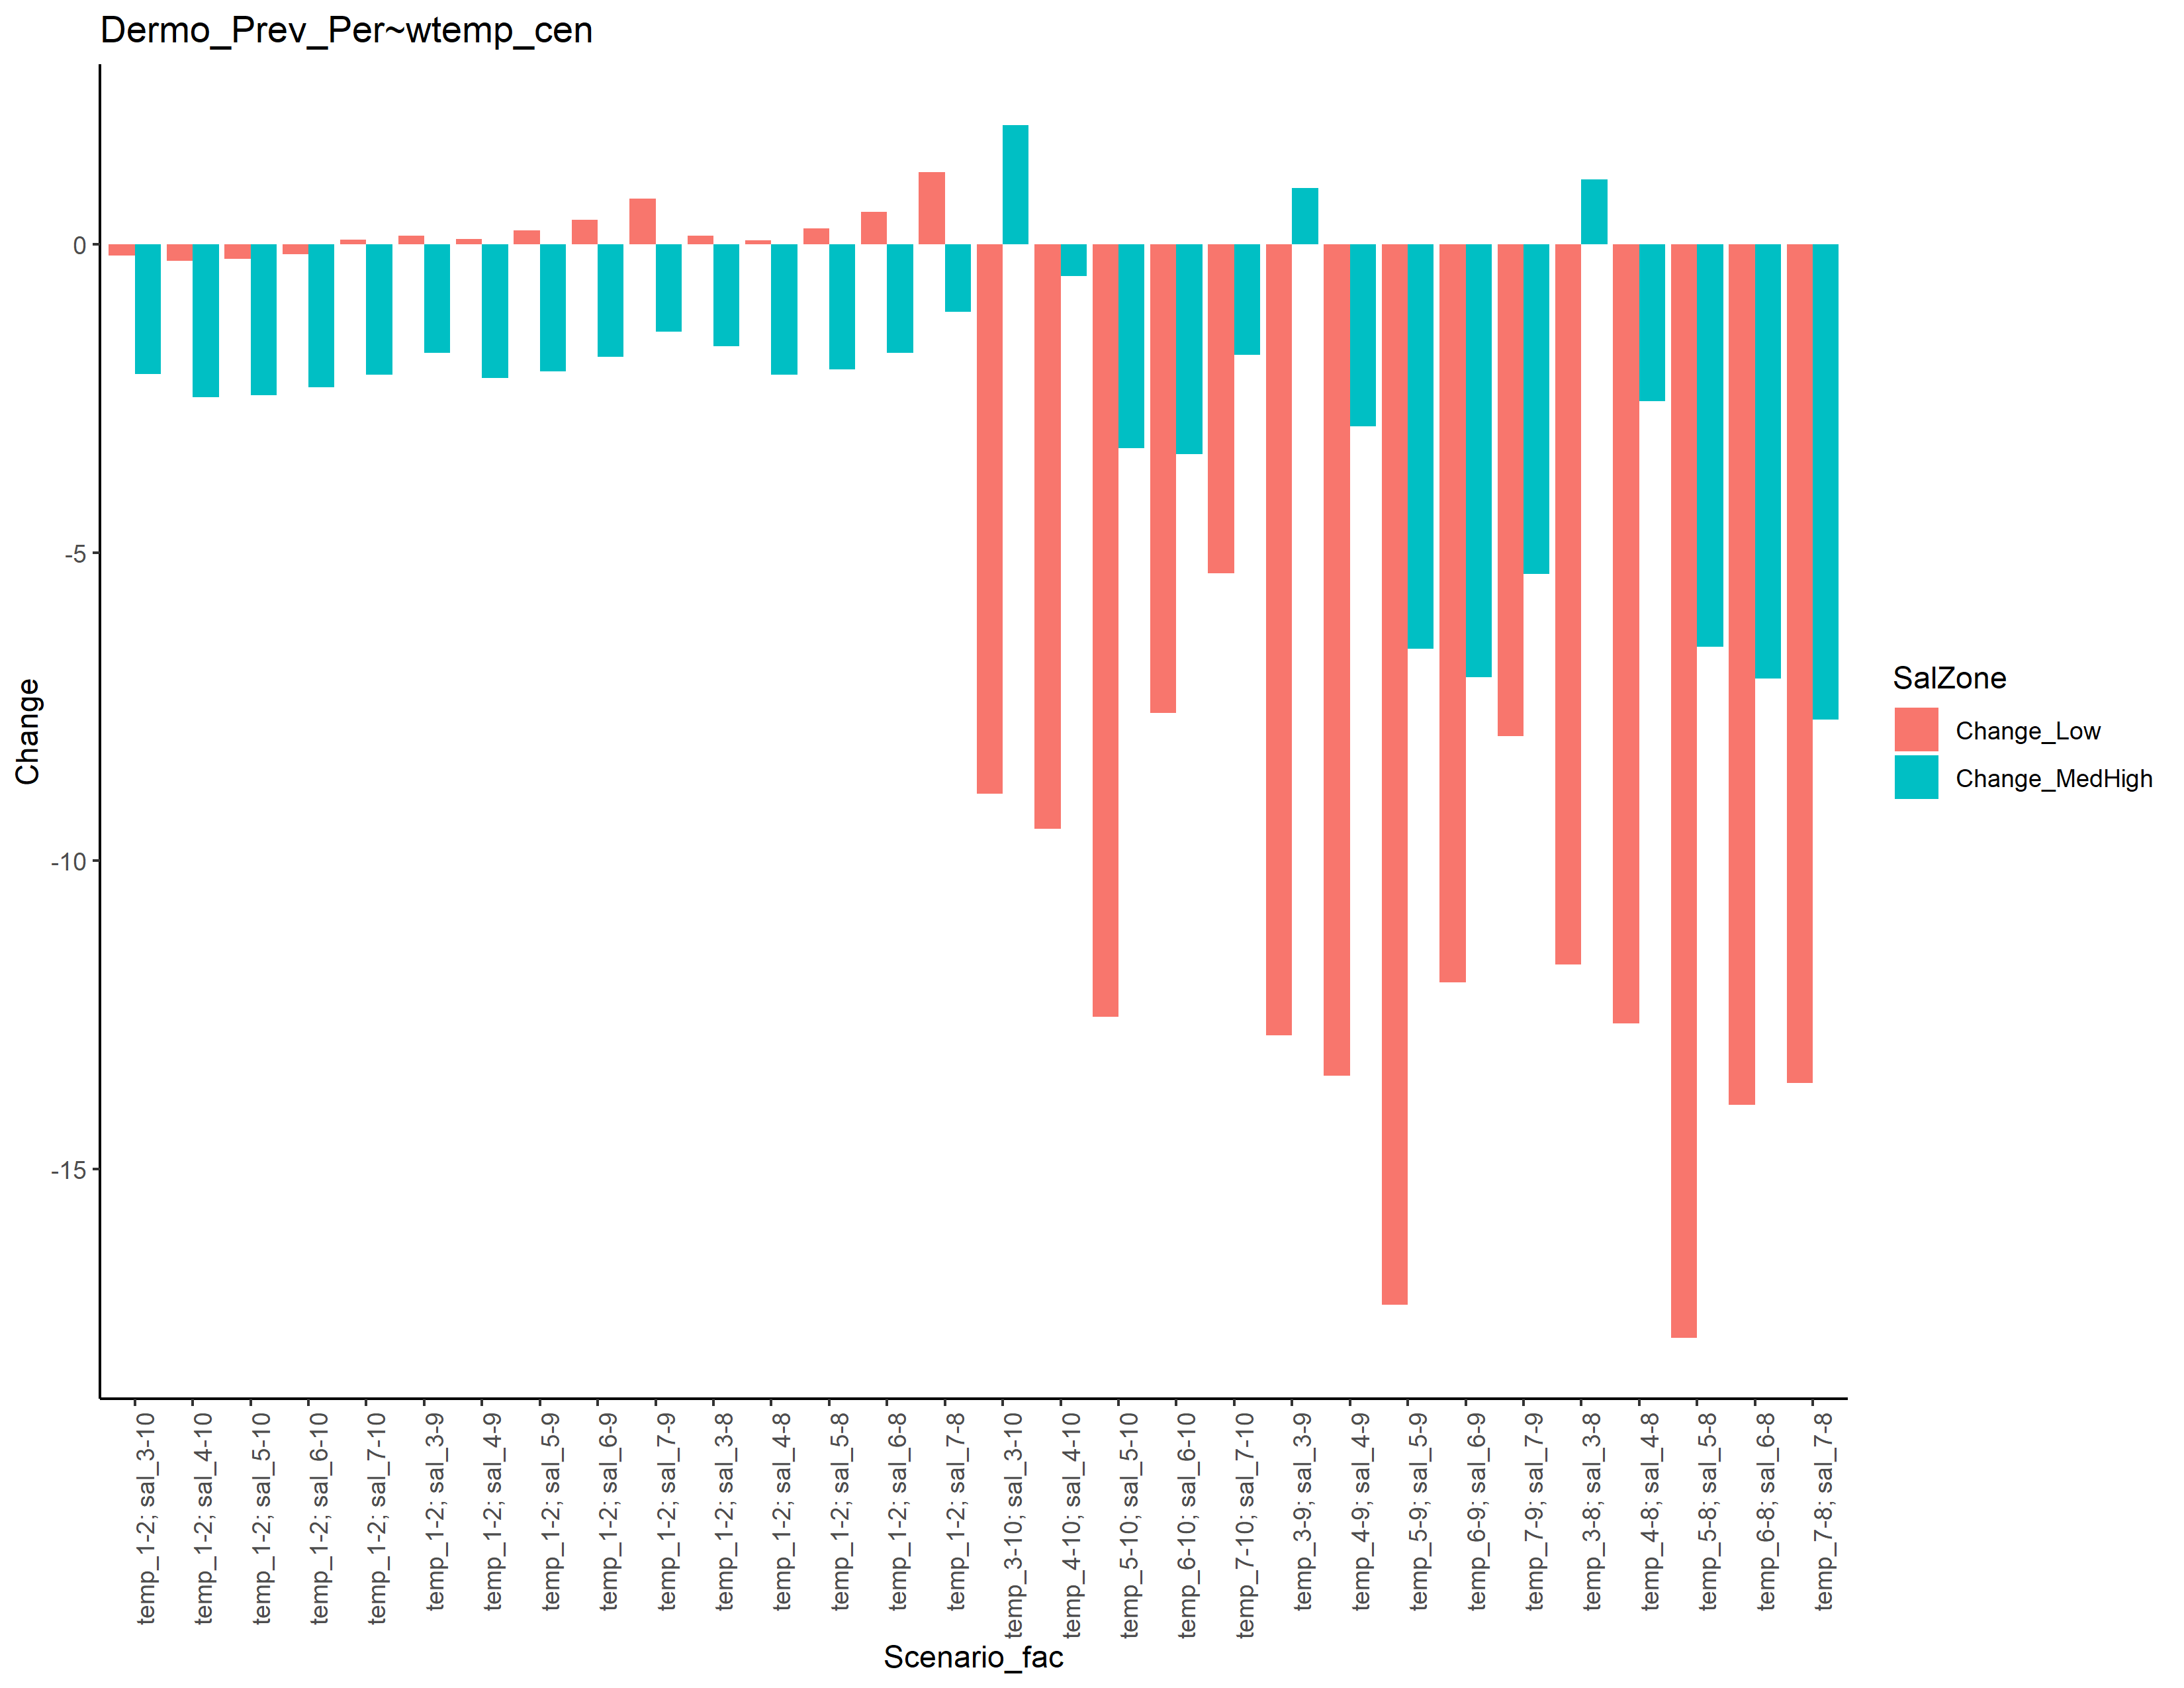 Dermo_Prev_Per~wtemp_cen
Change
0
-5
-10
-15
temp_1-2; sal_3-10
temp_1-2; sal_4-10
temp_1-2; sal_5-10
temp_1-2; sal_6-10
temp_1-2; sal_7-10
temp_1-2; sal_3-9
temp_1-2; sal_4-9
temp_1-2; sal_5-9
temp_1-2; sal_6-9
temp_1-2; sal_7-9
temp_1-2; sal_3-8
temp_1-2; sal_4-8
temp_1-2; sal_5-8
temp_1-2; sal_6-8
temp_1-2; sal_7-8
temp_3-10; sal_3-10
temp_4-10; sal_4-10
temp_5-10; sal_5-10
temp_6-10; sal_6-10
temp_7-10; sal_7-10
temp_3-9; sal_3-9
temp_4-9; sal_4-9
temp_5-9; sal_5-9
temp_6-9; sal_6-9
temp_7-9; sal_7-9
temp_3-8; sal_3-8
temp_4-8; sal_4-8
temp_5-8; sal_5-8
temp_6-8; sal_6-8
temp_7-8; sal_7-8
Scenario_fac
SalZone
Change_Low
Change_MedHigh